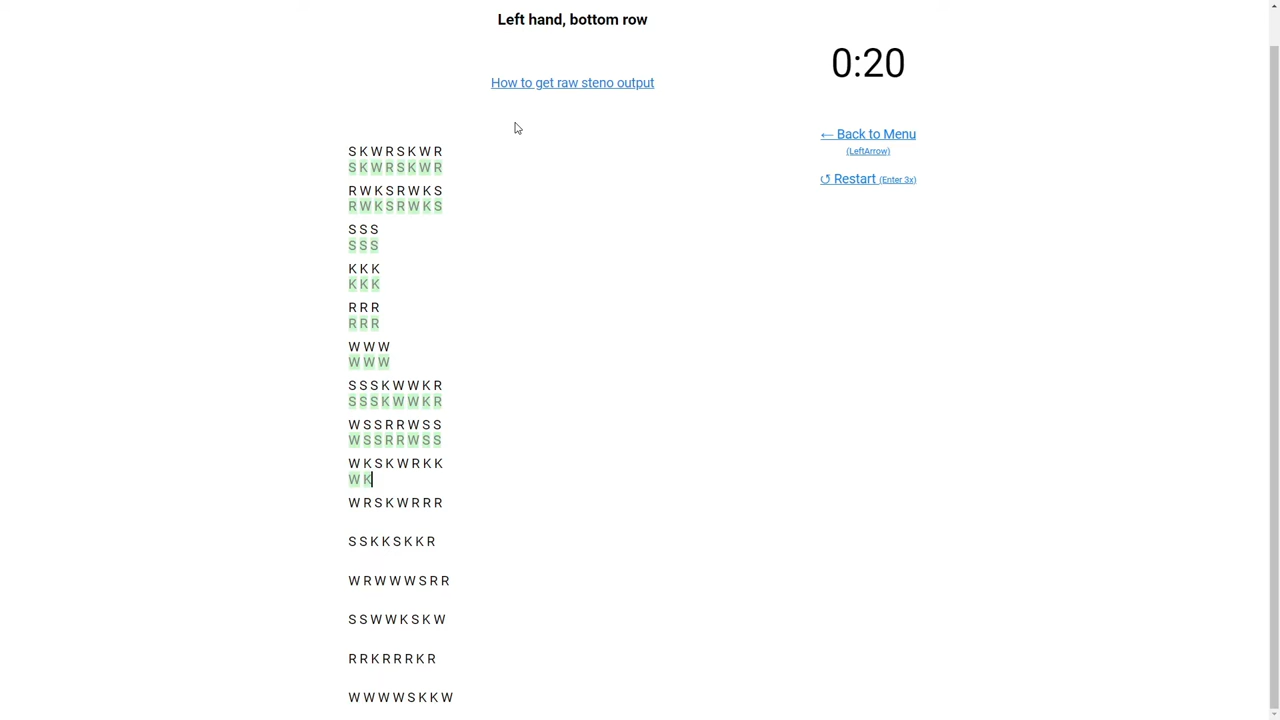 Left hand, bottom row
0:20
How to get raw steno output
← Back to Menu
(LeftArrow)
↺ Restart (Enter 3x)
S K W R S K W R
S K W R S K W R
R W K S R W K S
R W K S R W K S
S S S
S S S
K K K
K K K
R R R
R R R
W W W
W W W
S S S K W W K R
S S S K W W K R
W S S R R W S S
W S S R R W S S
W K S K W R K K
W K
W R S K W R R R
S S K K S K K R
W R W W W S R R
S S W W K S K W
R R K R R R K R
W W W W S K K W